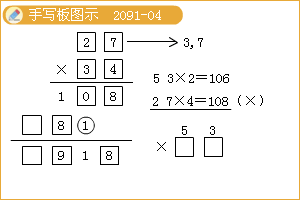 手写板图示 2091-04
2 7 → 3,7
× 3 4
1 0 8
□ 8 ①
□ 9 1 8
5 3×2=106
2 7×4=108 (×)
5 3
× □ □